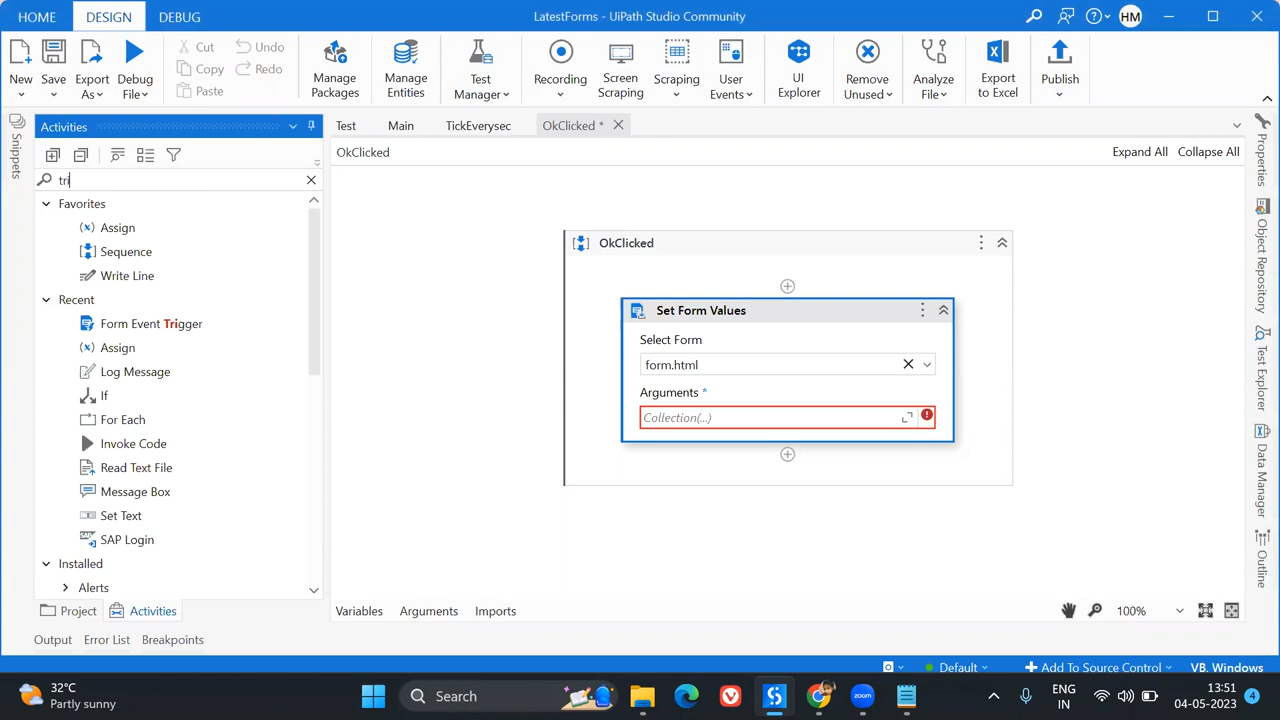 HOME DESIGN DEBUG LatestForms - UiPath Studio Community HM
New Save Export As Debug File Cut Copy Paste Undo Redo Manage Packages Manage Entities Test Manager Recording Screen Scraping Scraping User Events UI Explorer Remove Unused Analyze File Export to Excel Publish
Snippets
Activities
tri
Favorites
Assign
Sequence
Write Line
Recent
Form Event Trigger
Assign
Log Message
If
For Each
Invoke Code
Read Text File
Message Box
Set Text
SAP Login
Installed
Alerts
Project Activities
Test Main TickEverysec OkClicked *
OkClicked Expand All Collapse All
OkClicked
Set Form Values
Select Form
form.html
Arguments *
Collection(...)
Variables Arguments Imports 100%
Properties
Object Repository
Test Explorer
Data Manager
Outline
Output Error List Breakpoints
Default Add To Source Control VB, Windows
32°C
Partly sunny
Search
zoom
ENG
IN
13:51
04-05-2023
4